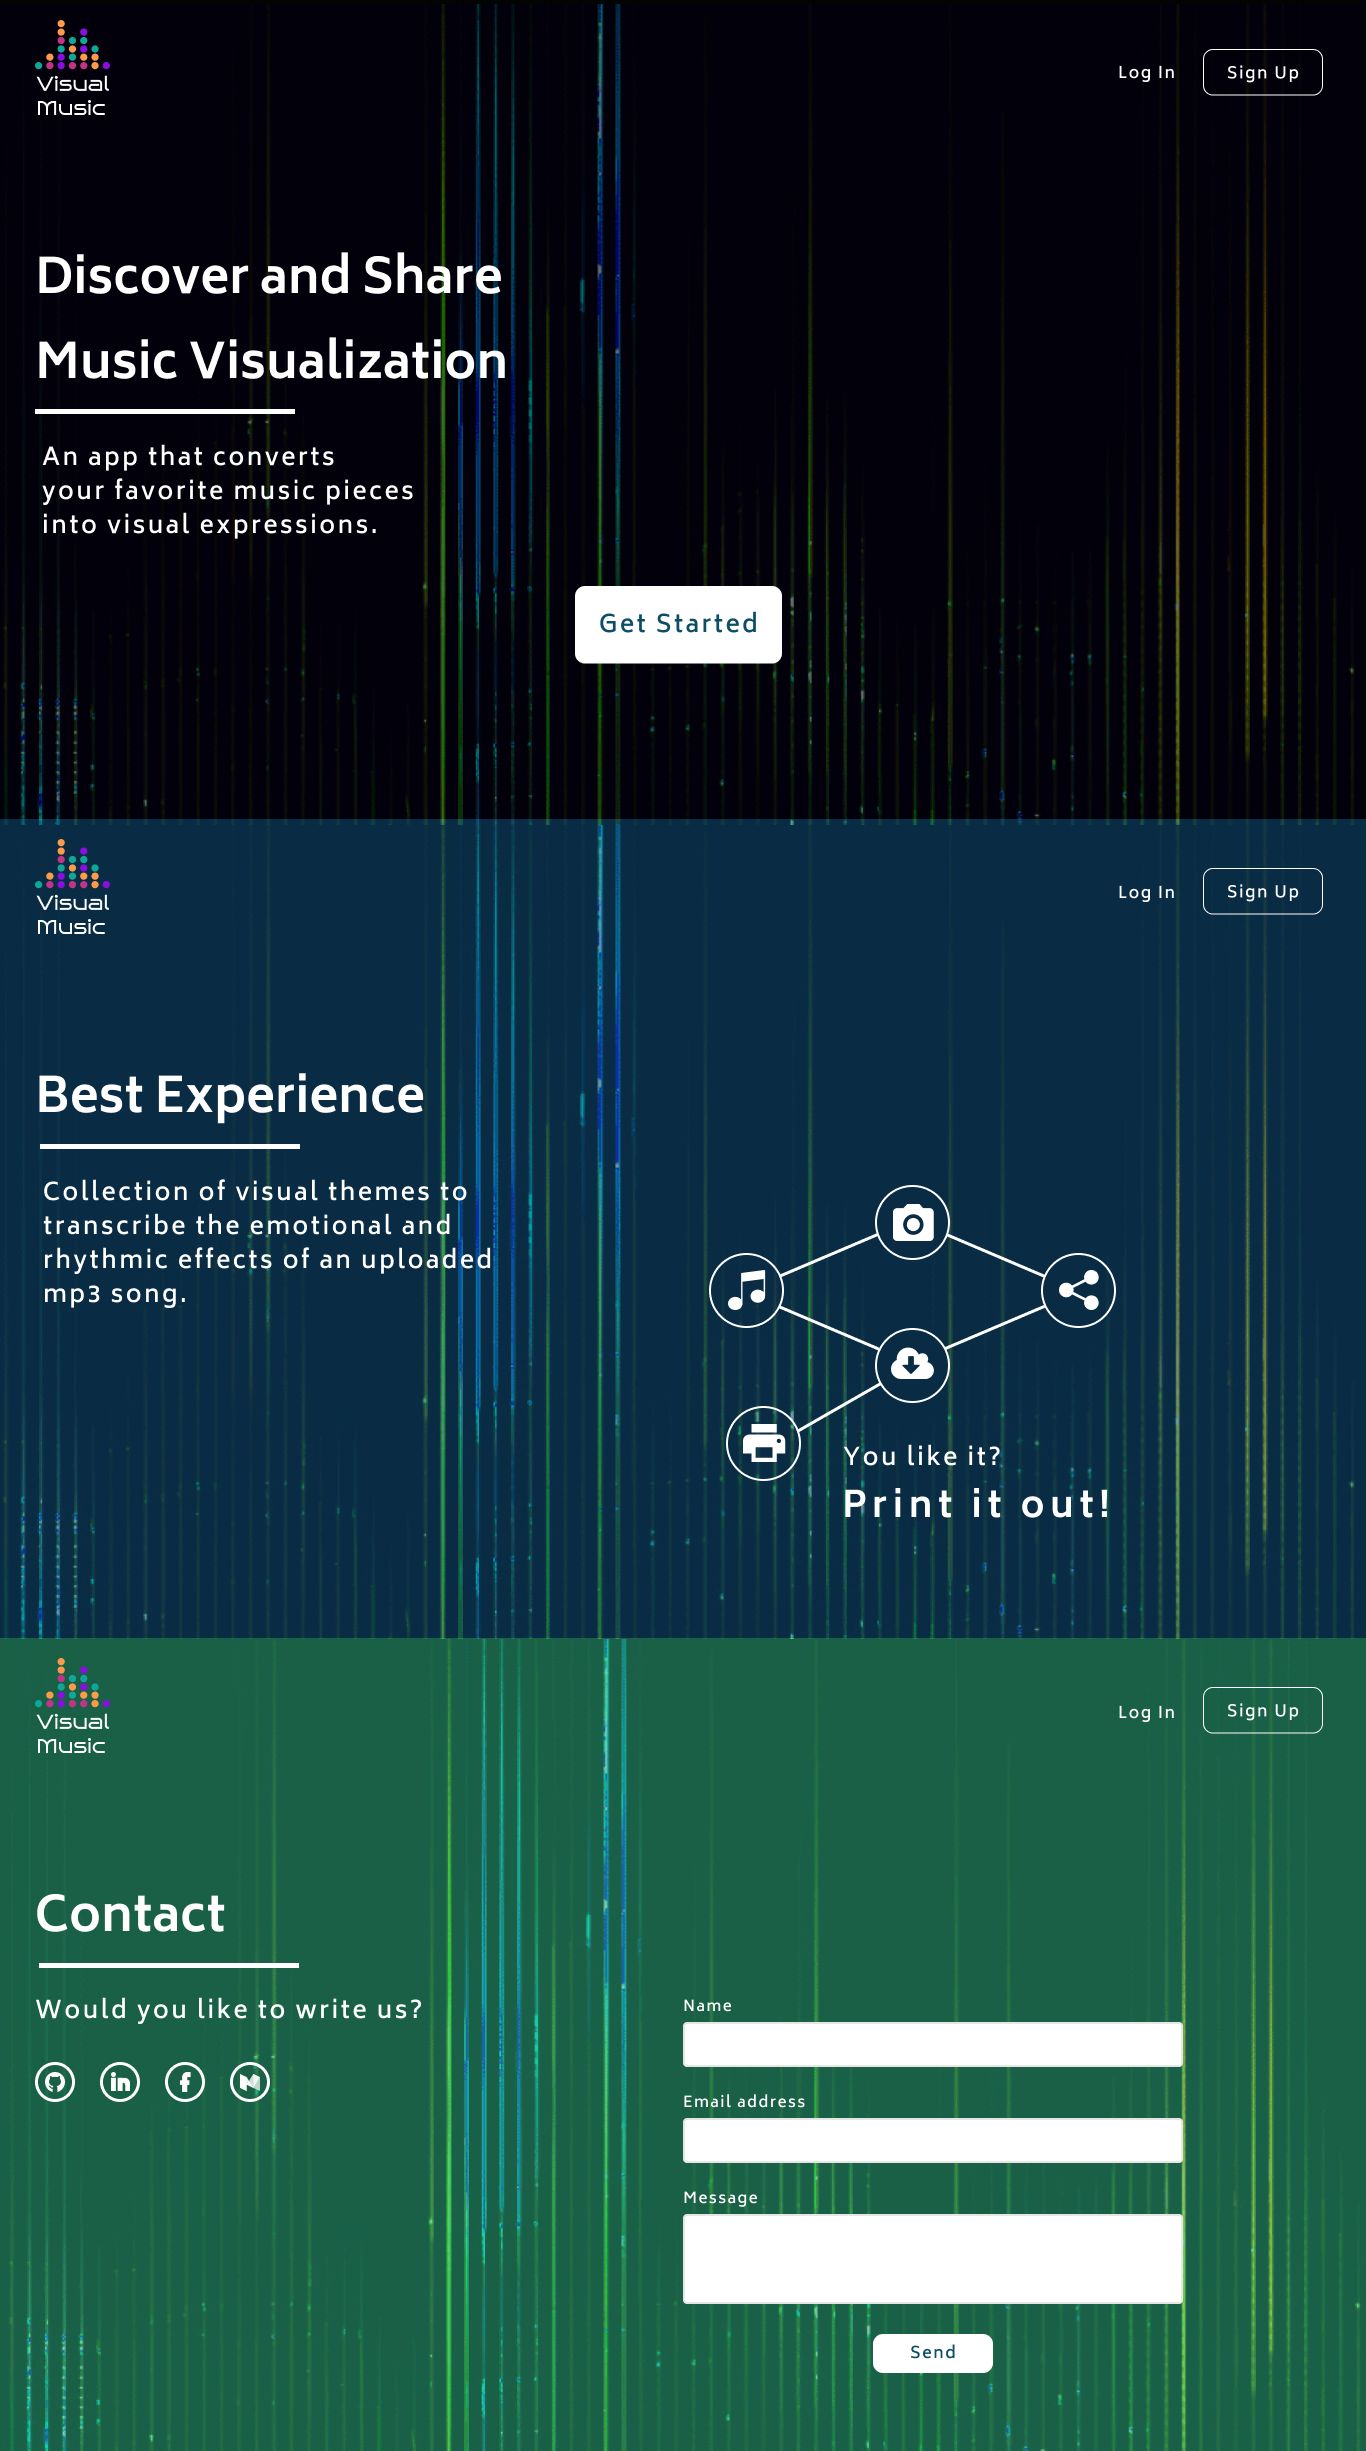 Visual
Music
Log In
Sign Up
Discover and Share
Music Visualization
An app that converts
your favorite music pieces
into visual expressions.
Get Started
Visual
Music
Log In
Sign Up
Best Experience
Collection of visual themes to
transcribe the emotional and
rhythmic effects of an uploaded
mp3 song.
You like it?
Print it out!
Visual
Music
Log In
Sign Up
Contact
Would you like to write us?
Name
Email address
Message
Send